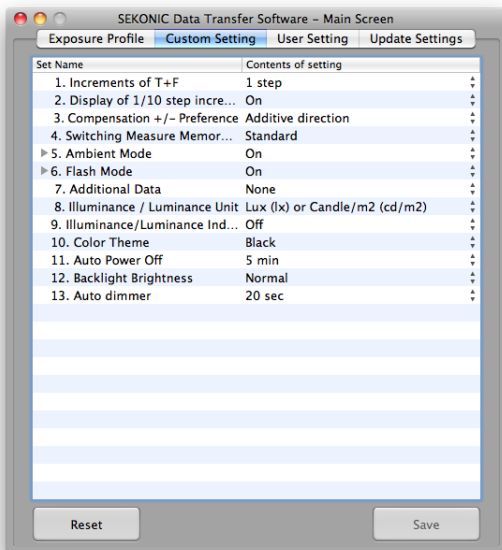 SEKONIC Data Transfer Software – Main Screen
Exposure Profile Custom Setting User Setting Update Settings
Set Name Contents of setting
1. Increments of T+F 1 step
2. Display of 1/10 step incre... On
3. Compensation +/- Preference Additive direction
4. Switching Measure Memor... Standard
5. Ambient Mode On
6. Flash Mode On
7. Additional Data None
8. Illuminance / Luminance Unit Lux (lx) or Candle/m2 (cd/m2)
9. Illuminance/Luminance Ind... Off
10. Color Theme Black
11. Auto Power Off 5 min
12. Backlight Brightness Normal
13. Auto dimmer 20 sec
Reset Save